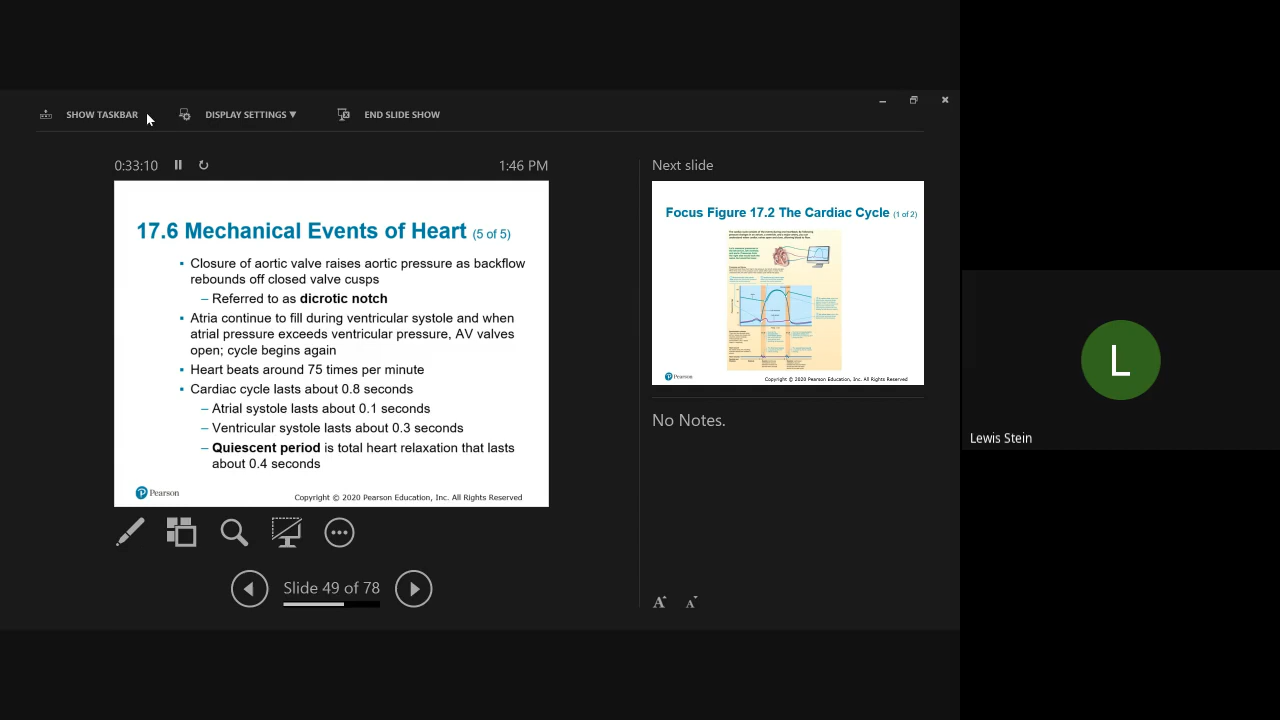 SHOW TASKBAR
DISPLAY SETTINGS ▼
END SLIDE SHOW
0:33:10
1:46 PM
17.6 Mechanical Events of Heart (5 of 5)
▪ Closure of aortic valve raises aortic pressure as backflow
rebounds off closed valve cusps
– Referred to as dicrotic notch
▪ Atria continue to fill during ventricular systole and when
atrial pressure exceeds ventricular pressure, AV valves
open; cycle begins again
▪ Heart beats around 75 times per minute
▪ Cardiac cycle lasts about 0.8 seconds
– Atrial systole lasts about 0.1 seconds
– Ventricular systole lasts about 0.3 seconds
– Quiescent period is total heart relaxation that lasts
about 0.4 seconds
P Pearson
Copyright © 2020 Pearson Education, Inc. All Rights Reserved
Slide 49 of 78
Next slide
Focus Figure 17.2 The Cardiac Cycle (1 of 2)
P Pearson
Copyright © 2020 Pearson Education, Inc. All Rights Reserved
No Notes.
A A
L
Lewis Stein